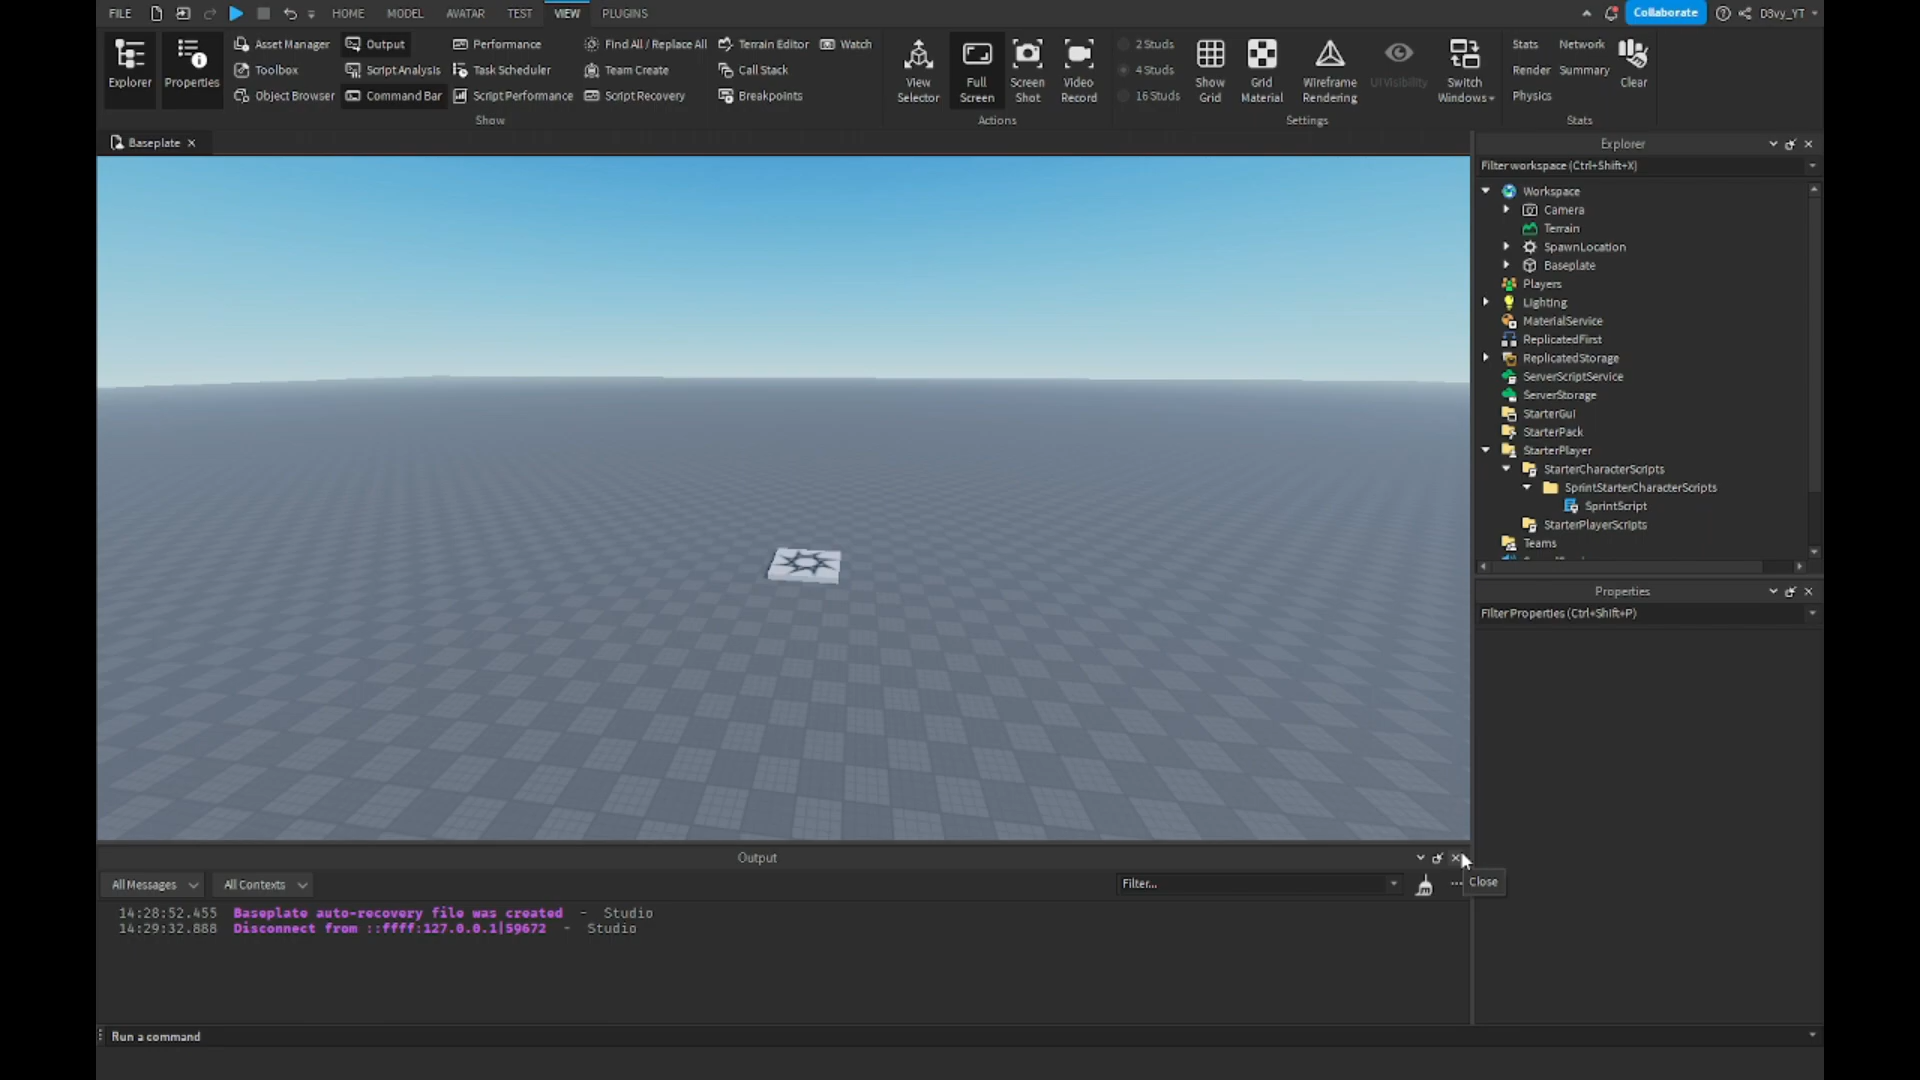 FILE HOME MODEL AVATAR TEST VIEW PLUGINS Collaborate D3vy_YT
Explorer
Properties
Asset Manager Output Performance Find All / Replace All Terrain Editor Watch
Toolbox Script Analysis Task Scheduler Team Create Call Stack
Object Browser Command Bar Script Performance Script Recovery Breakpoints
Show
View Selector
Full Screen
Screen Shot
Video Record
Actions
2 Studs
4 Studs
16 Studs
Show Grid
Grid Material
Wireframe Rendering
UI Visibility
Switch Windows
Settings
Stats Network
Render Summary
Physics
Clear
Stats
Baseplate
Explorer
Filter workspace (Ctrl+Shift+X)
Workspace
Camera
Terrain
SpawnLocation
Baseplate
Players
Lighting
MaterialService
ReplicatedFirst
ReplicatedStorage
ServerScriptService
ServerStorage
StarterGui
StarterPack
StarterPlayer
StarterCharacterScripts
SprintStarterCharacterScripts
SprintScript
StarterPlayerScripts
Teams
Properties
Filter Properties (Ctrl+Shift+P)
Output
All Messages All Contexts Filter... Close
14:28:52.455 Baseplate auto-recovery file was created - Studio
14:29:32.888 Disconnect from ::ffff:127.0.0.1|59672 - Studio
Run a command